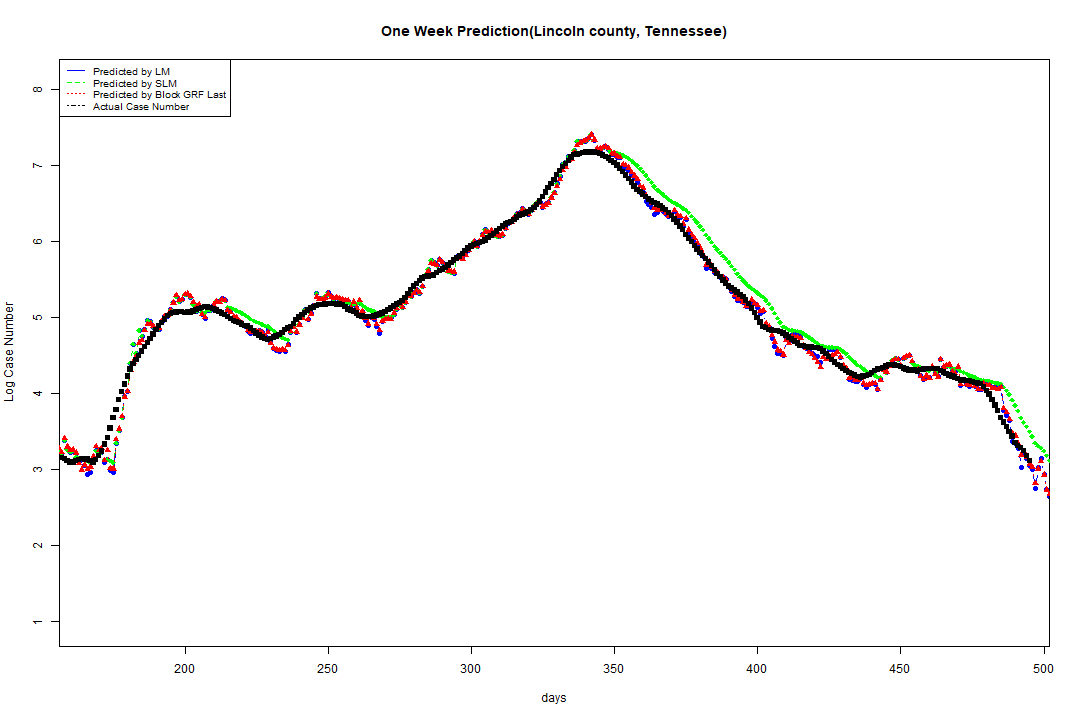 One Week Prediction(Lincoln county, Tennessee)
Predicted by LM
Predicted by SLM
Predicted by Block GRF Last
Actual Case Number
8
7
6
5
4
3
2
1
Log Case Number
200 250 300 350 400 450 500
days